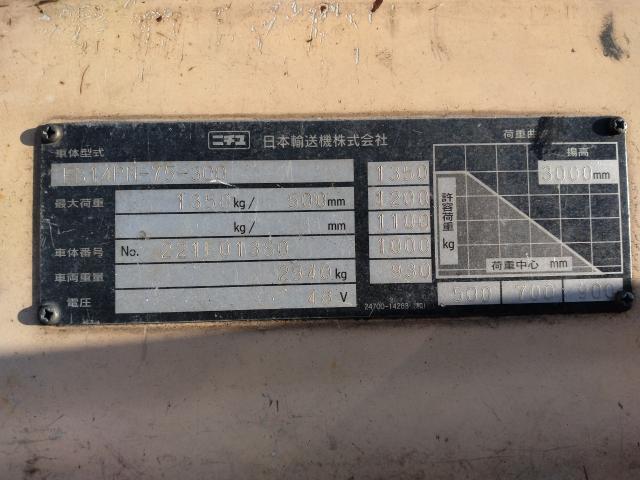 ニチユ 日本輸送機株式会社
車体型式
最大荷重 1350kg/ 500mm
kg/ mm
車体番号 No.
車両重量 2340kg
電圧 48 V
1350
1200
1100
1000
930
荷重曲
揚高
3000mm
許容荷重
kg
荷重中心 mm
500 700 900